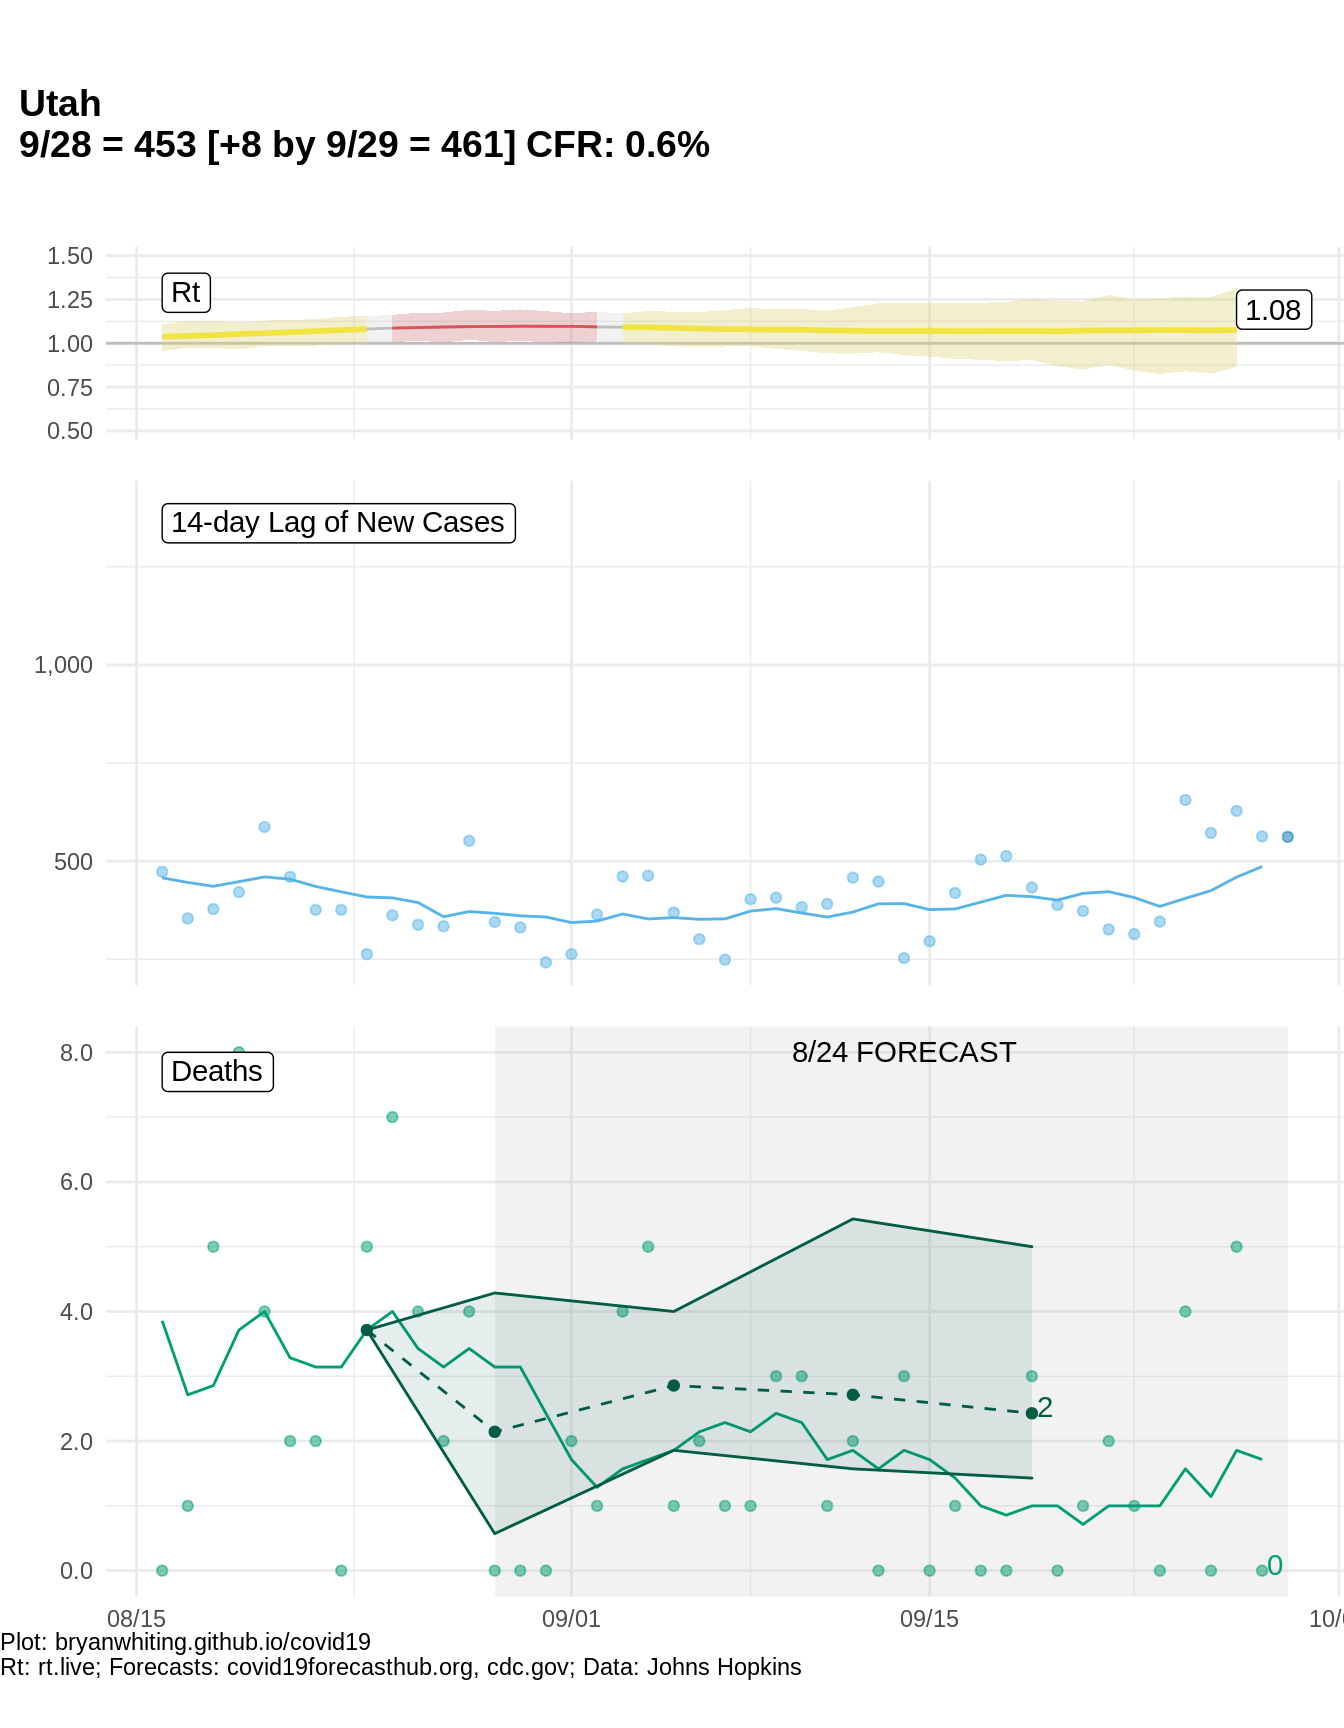 Utah
9/28 = 453 [+8 by 9/29 = 461] CFR: 0.6%
1.50
Rt
1.25
1.08
1.00
0.75
0.50
14-day Lag of New Cases
1,000
500
8.0
Deaths
8/24 FORECAST
6.0
4.0
2
2.0
0
0.0
08/15
09/01
09/15
Plot: bryanwhiting.github.io/covid19
Rt: rt.live; Forecasts: covid19forecasthub.org, cdc.gov; Data: Johns Hopkins